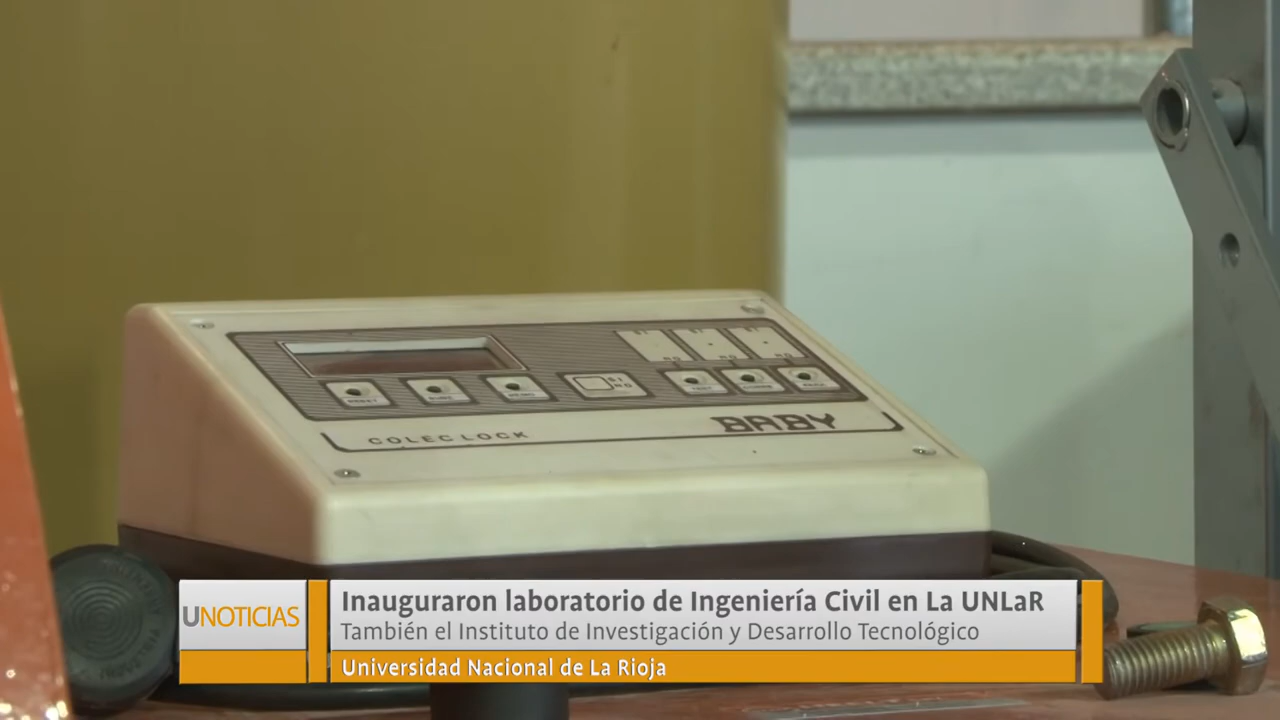 COLEC LOCK
BABY
UNOTICIAS
Inauguraron laboratorio de Ingeniería Civil en La UNLaR
También el Instituto de Investigación y Desarrollo Tecnológico
Universidad Nacional de La Rioja